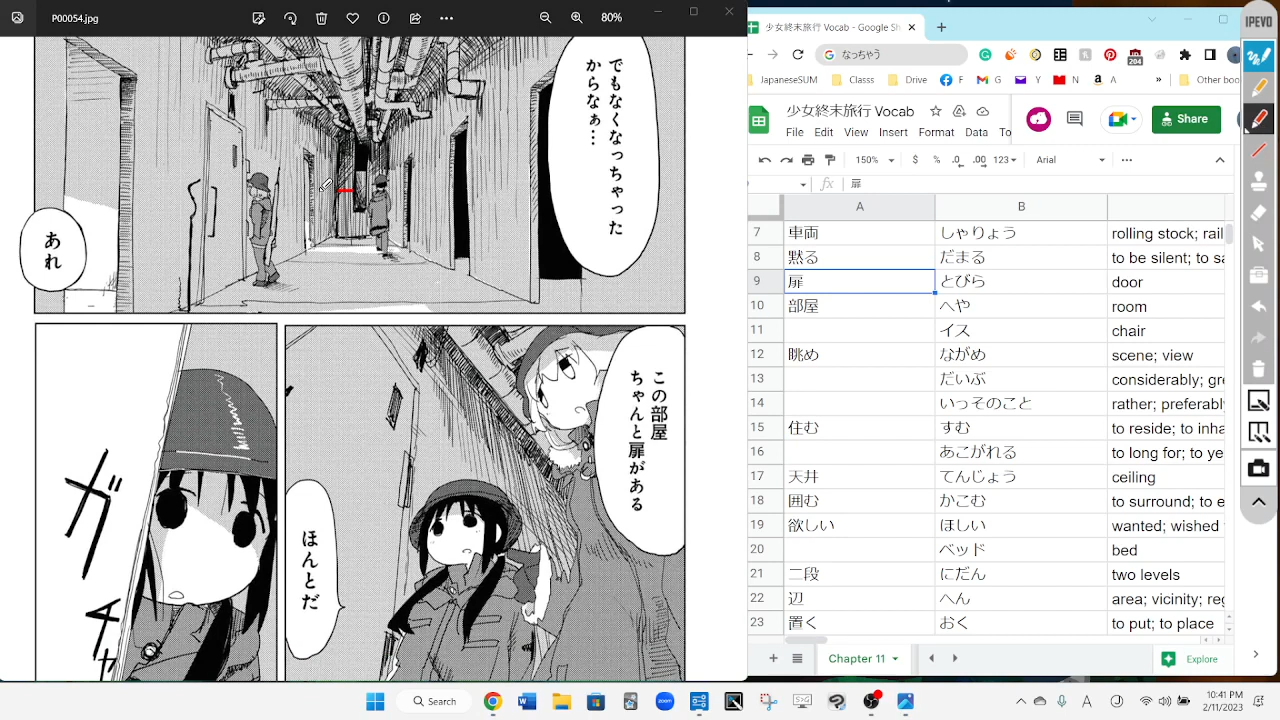 P00054.jpg
80%
でもなくなっちゃった
からなぁ…
あれ
この部屋
ちゃんと扉がある
ほんとだ
ガ
チャ
少女終末旅行 Vocab - Google Sh
なっちゃう
204
JapaneseSUM
Classs
Drive
F
G
Y
N
A
Other boo
少女終末旅行 Vocab
File Edit View Insert Format Data To
Share
150% $ % .0 .00 123 Arial
fx 扉
A B
7 車両 しゃりょう rolling stock; rail
8 黙る だまる to be silent; to sa
9 扉 とびら door
10 部屋 へや room
11 イス chair
12 眺め ながめ scene; view
13 だいぶ considerably; gre
14 いっそのこと rather; preferably
15 住む すむ to reside; to inha
16 あこがれる to long for; to ye
17 天井 てんじょう ceiling
18 囲む かこむ to surround; to e
19 欲しい ほしい wanted; wished
20 ベッド bed
21 二段 にだん two levels
22 辺 へん area; vicinity; reg
23 置く おく to put; to place
Chapter 11
Explore
IPEVO
Search
zoom
A
10:41 PM
2/11/2023